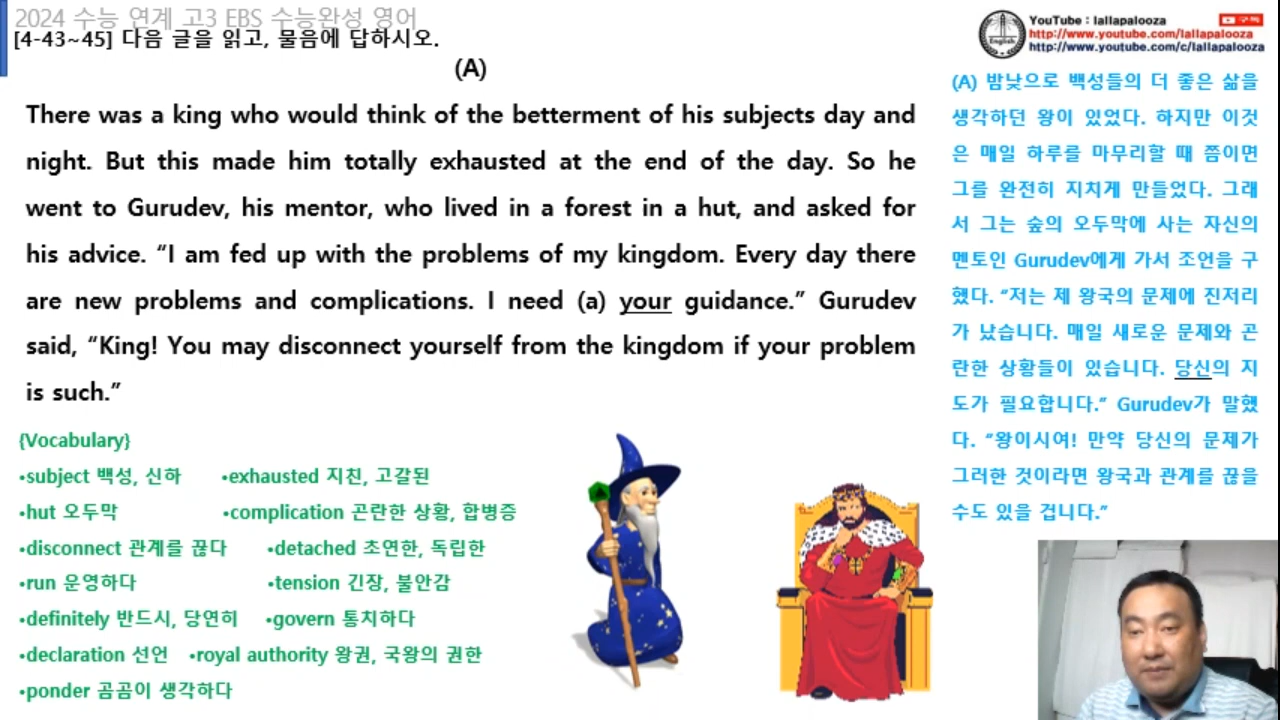 2024 수능 연계 고3 EBS 수능완성 영어
[4-43~45] 다음 글을 읽고, 물음에 답하시오.
(A)
There was a king who would think of the betterment of his subjects day and
night. But this made him totally exhausted at the end of the day. So he
went to Gurudev, his mentor, who lived in a forest in a hut, and asked for
his advice. “I am fed up with the problems of my kingdom. Every day there
are new problems and complications. I need (a) your guidance.” Gurudev
said, “King! You may disconnect yourself from the kingdom if your problem
is such.”
{Vocabulary}
•subject 백성, 신하 •exhausted 지친, 고갈된
•hut 오두막 •complication 곤란한 상황, 합병증
•disconnect 관계를 끊다 •detached 초연한, 독립한
•run 운영하다 •tension 긴장, 불안감
•definitely 반드시, 당연히 •govern 통치하다
•declaration 선언 •royal authority 왕권, 국왕의 권한
•ponder 곰곰이 생각하다
English
YouTube : lallapalooza
구독
http://www.youtube.com/lallapalooza
http://www.youtube.com/c/lallapalooza
(A) 밤낮으로 백성들의 더 좋은 삶을
생각하던 왕이 있었다. 하지만 이것
은 매일 하루를 마무리할 때 쯤이면
그를 완전히 지치게 만들었다. 그래
서 그는 숲의 오두막에 사는 자신의
멘토인 Gurudev에게 가서 조언을 구
했다. “저는 제 왕국의 문제에 진저리
가 났습니다. 매일 새로운 문제와 곤
란한 상황들이 있습니다. 당신의 지
도가 필요합니다.” Gurudev가 말했
다. “왕이시여! 만약 당신의 문제가
그러한 것이라면 왕국과 관계를 끊을
수도 있을 겁니다.”